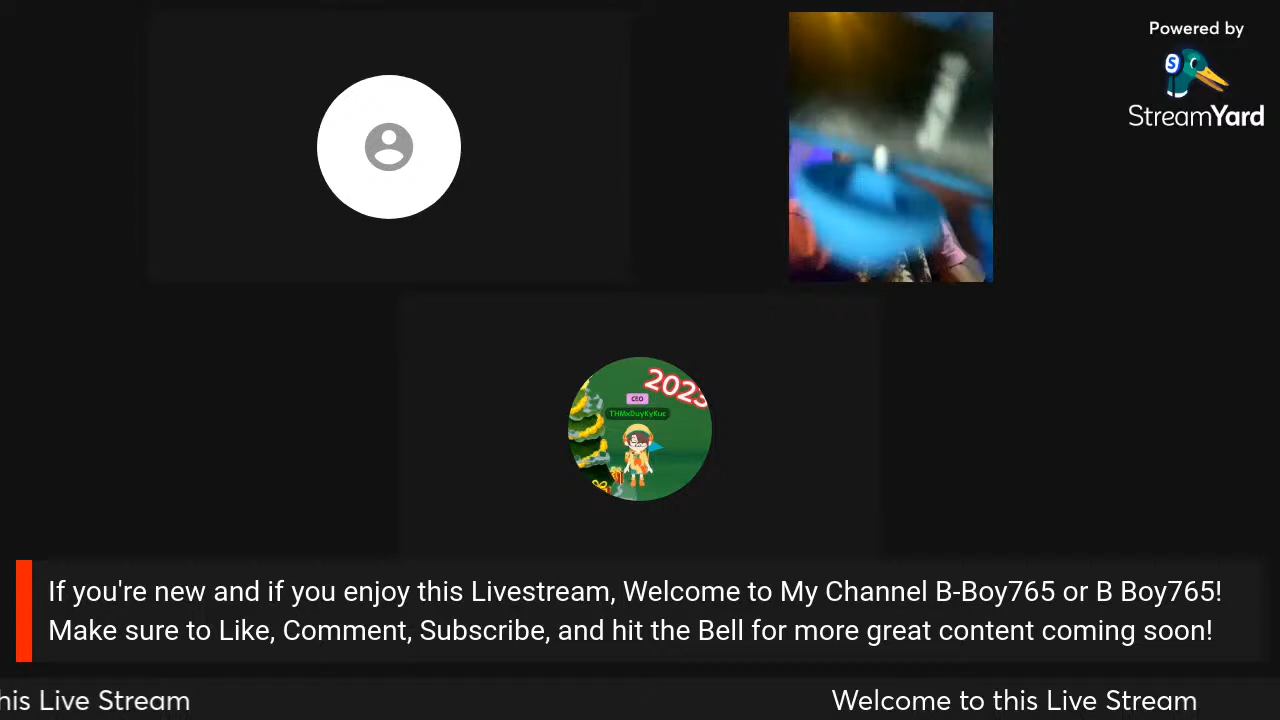 Powered by
S
StreamYard
2023
CEO
THMxDuyKyKuc
If you're new and if you enjoy this Livestream, Welcome to My Channel B-Boy765 or B Boy765!
Make sure to Like, Comment, Subscribe, and hit the Bell for more great content coming soon!
his Live Stream
Welcome to this Live Stream